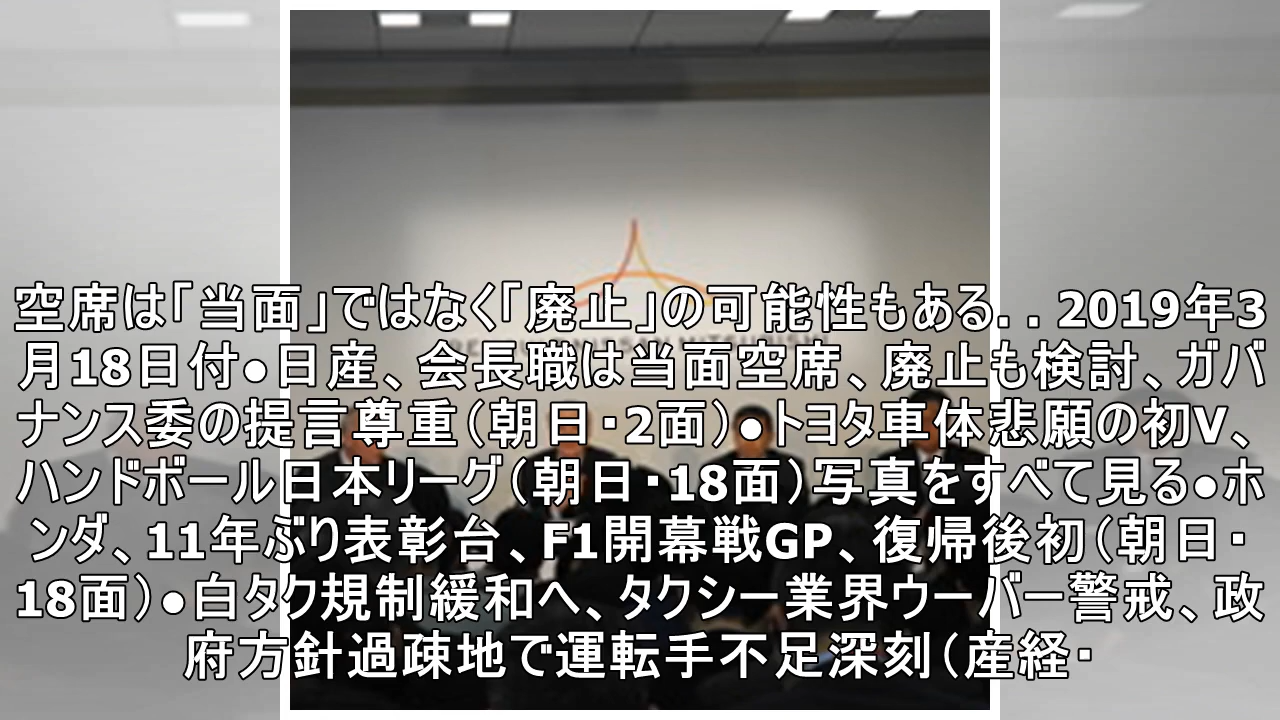 空席は「当面」ではなく「廃止」の可能性もある. . 2019年3
月18日付●日産、会長職は当面空席、廃止も検討、ガバ
ナンス委の提言尊重（朝日・2面）●トヨタ車体悲願の初V、
ハンドボール日本リーグ（朝日・18面）写真をすべて見る●ホ
ンダ、11年ぶり表彰台、F1開幕戦GP、復帰後初（朝日・
18面）●白タク規制緩和へ、タクシー業界ウーバー警戒、政
府方針過疎地で運転手不足深刻（産経・